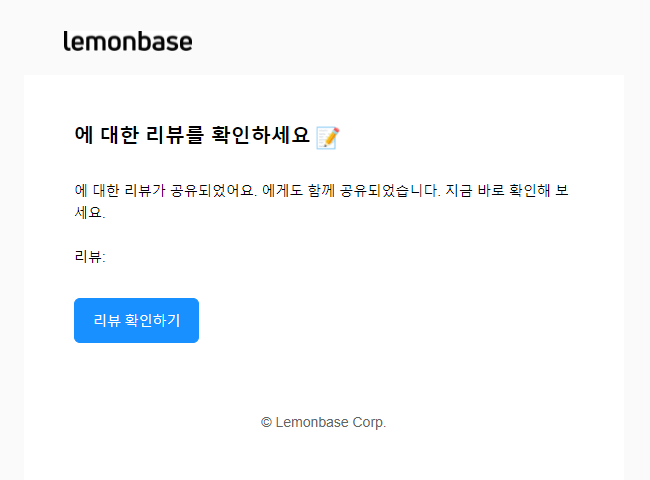 lemonbase
에 대한 리뷰를 확인하세요 📝
에 대한 리뷰가 공유되었어요. 에게도 함께 공유되었습니다. 지금 바로 확인해 보
세요.
리뷰:
리뷰 확인하기
© Lemonbase Corp.